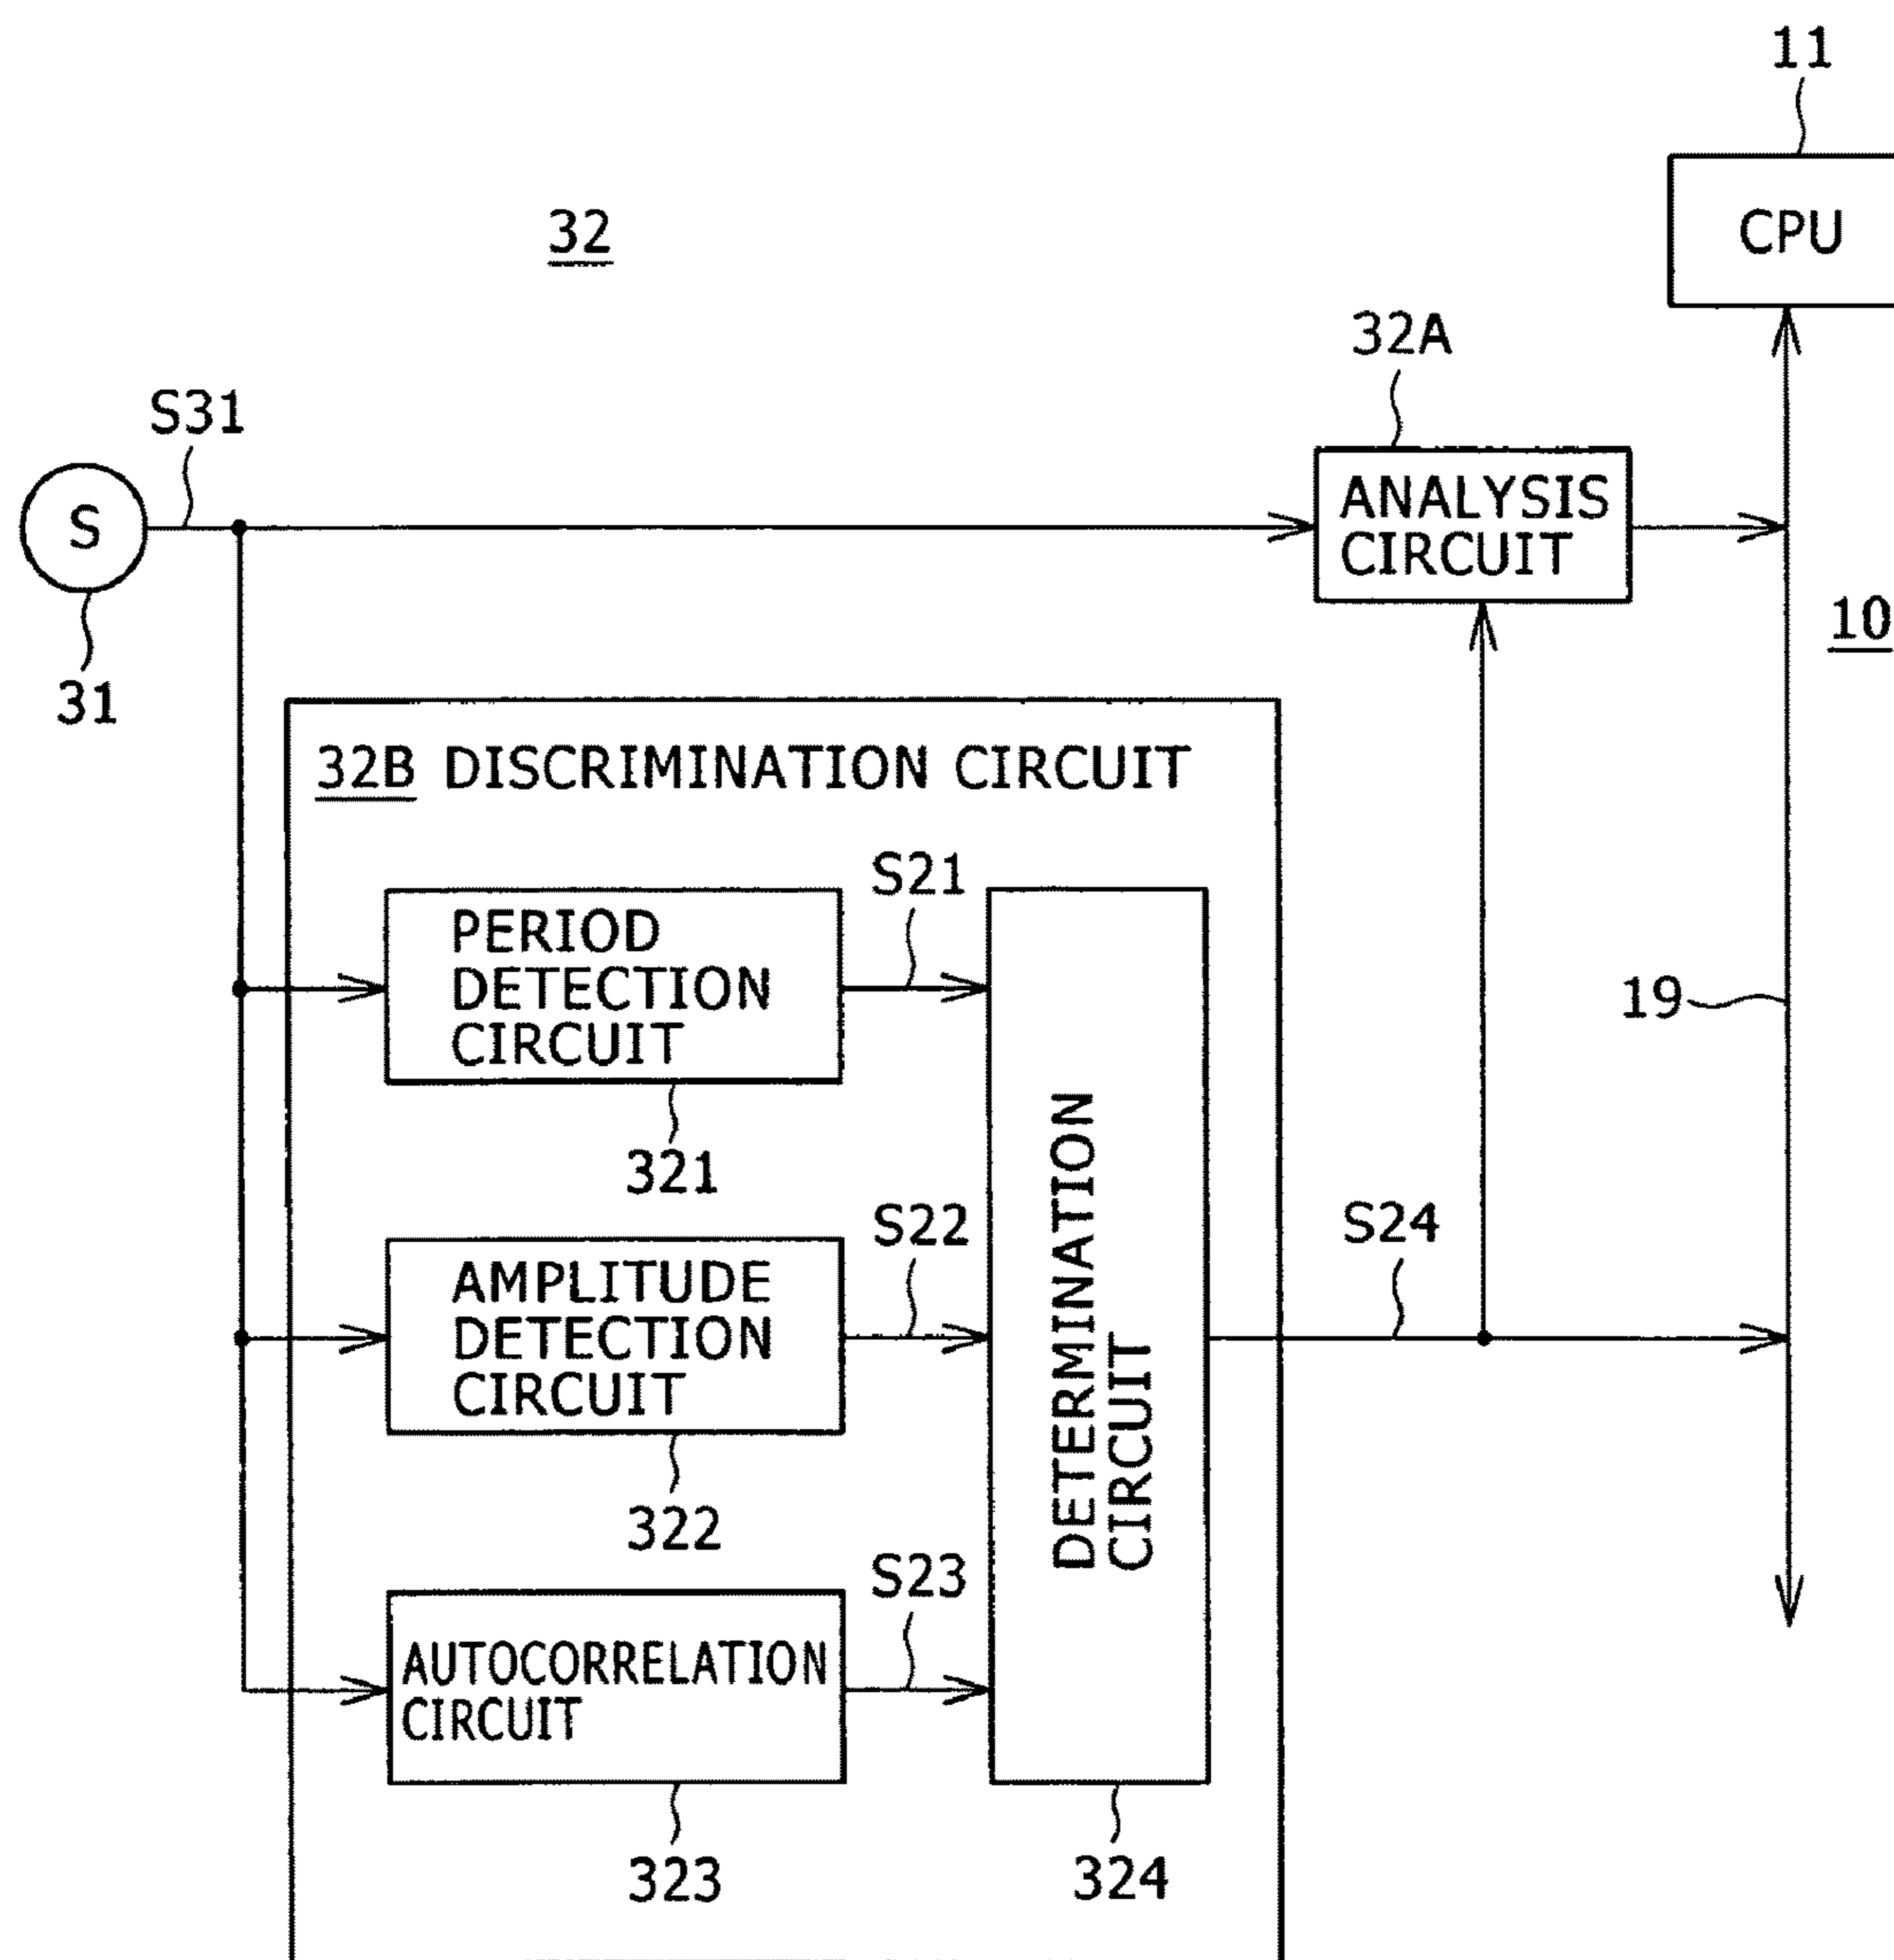 11
CPU
32
32A
S31
ANALYSIS
CIRCUIT
S
10
31
32B DISCRIMINATION CIRCUIT
S21
PERIOD
DETECTION
CIRCUIT
19
321
DETERMINATION
CIRCUIT
S22
S24
AMPLITUDE
DETECTION
CIRCUIT
322
S23
AUTOCORRELATION
CIRCUIT
323
324